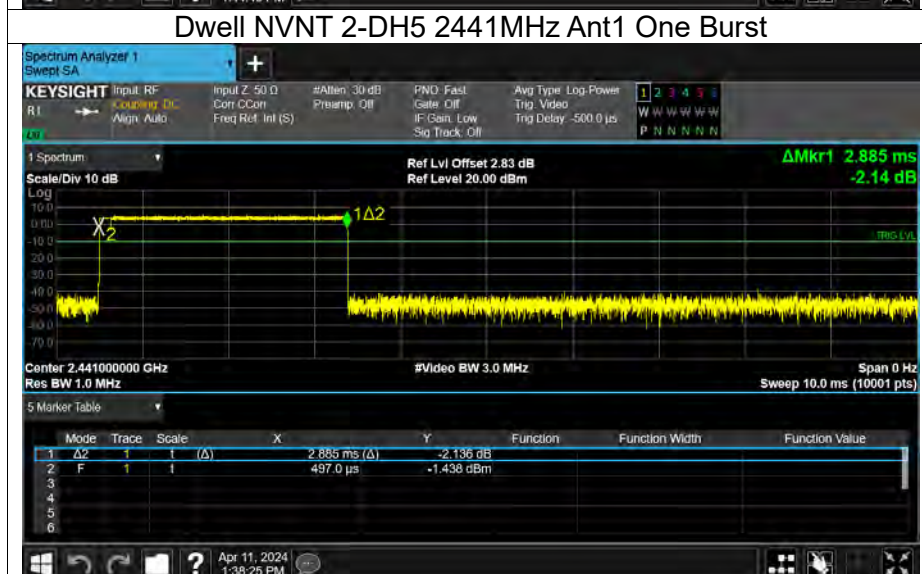 Dwell NVNT 2-DH5 2441MHz Ant1 One Burst
Spectrum Analyzer 1
Swept SA
+
KEYSIGHT Input: RF Input Z: 50 Ω #Atten: 30 dB PNO: Fast Avg Type: Log-Power 1 2 3 4 5 6
R L Coupling: DC Corr CCorr Preamp: Off Gate: Off Trig: Video W W W W W W
Align: Auto Freq Ref: Int (S) IF Gain: Low Trig Delay: -500.0 µs P N N N N N
Sig Track: Off
1 Spectrum Ref Lvl Offset 2.83 dB ΔMkr1 2.885 ms
Scale/Div 10 dB Ref Level 20.00 dBm -2.14 dB
Log
10.0
0.00
-10.0
-20.0
-30.0
-40.0
-50.0
-60.0
-70.0
X2
1Δ2
TRIG LVL
Center 2.441000000 GHz #Video BW 3.0 MHz Span 0 Hz
Res BW 1.0 MHz Sweep 10.0 ms (10001 pts)
5 Marker Table
Mode Trace Scale X Y Function Function Width Function Value
1 Δ2 1 t (Δ) 2.885 ms (Δ) -2.136 dB
2 F 1 t 497.0 µs -1.438 dBm
3
4
5
6
? Apr 11, 2024
1:38:25 PM